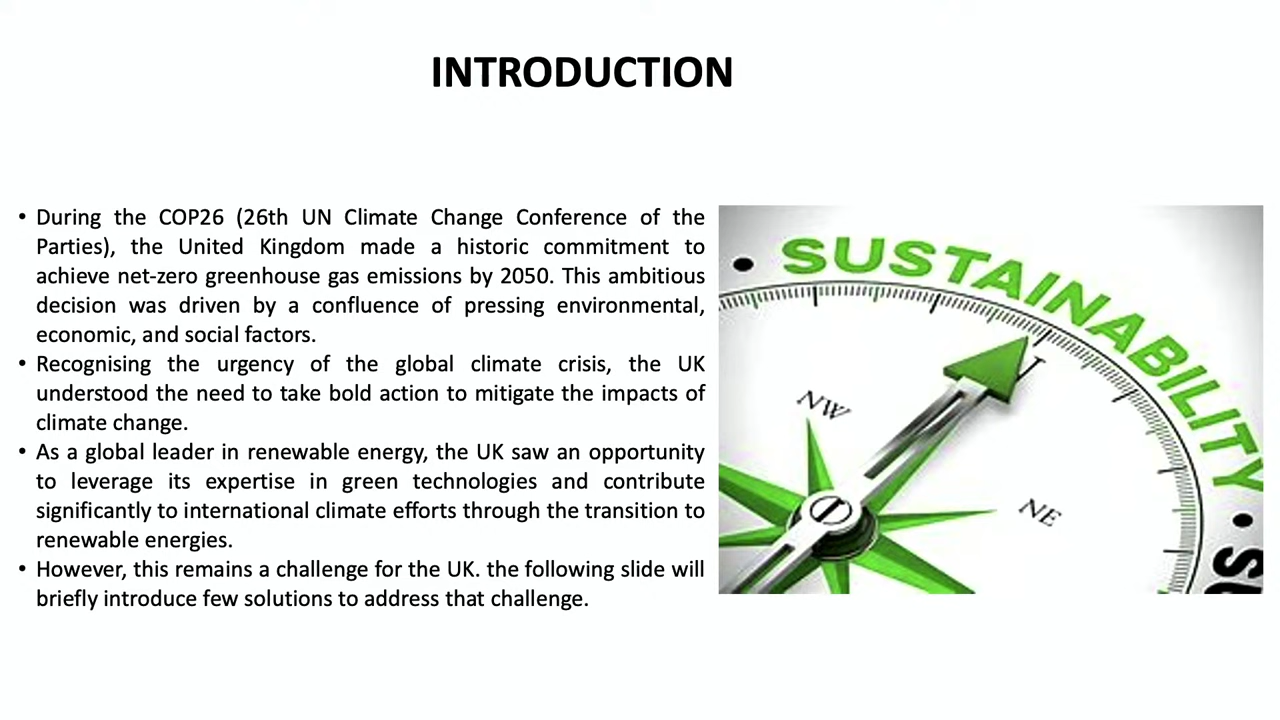 INTRODUCTION
• During the COP26 (26th UN Climate Change Conference of the
Parties), the United Kingdom made a historic commitment to
achieve net-zero greenhouse gas emissions by 2050. This ambitious
decision was driven by a confluence of pressing environmental,
economic, and social factors.
• Recognising the urgency of the global climate crisis, the UK
understood the need to take bold action to mitigate the impacts of
climate change.
• As a global leader in renewable energy, the UK saw an opportunity
to leverage its expertise in green technologies and contribute
significantly to international climate efforts through the transition to
renewable energies.
• However, this remains a challenge for the UK. the following slide will
briefly introduce few solutions to address that challenge.
• SUSTAINABILITY •
NW
NE